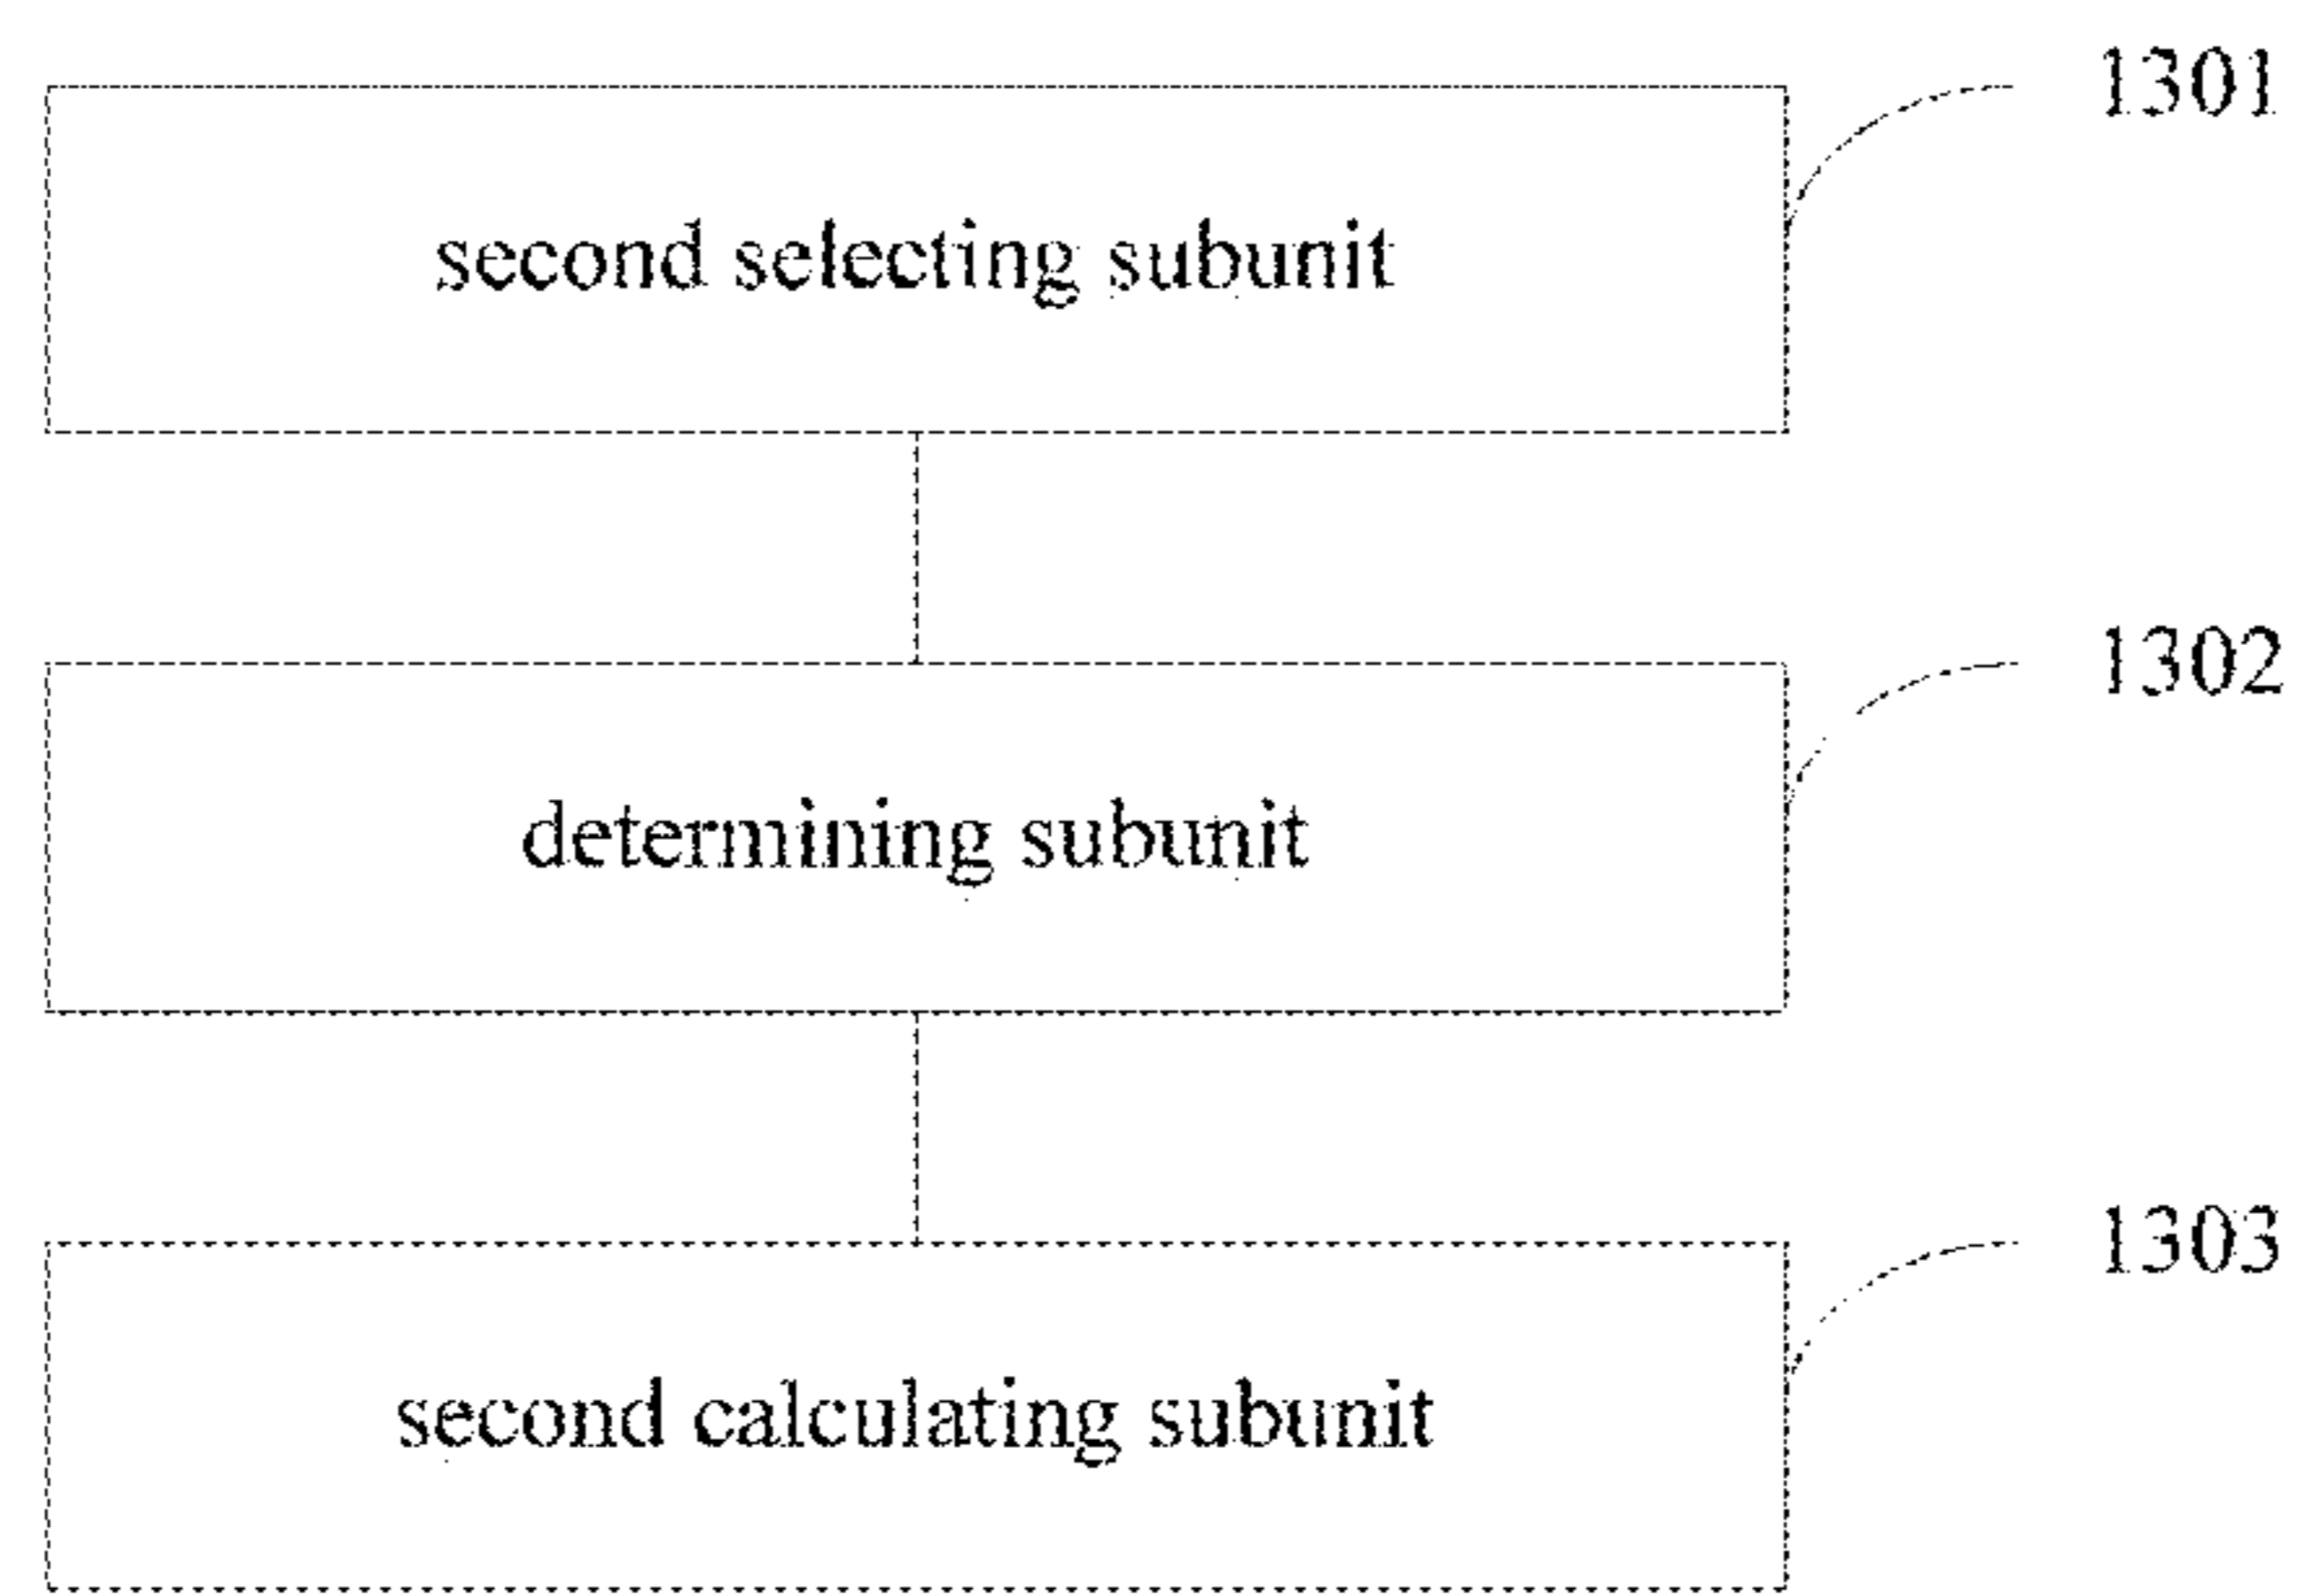 1301
second selecting subunit
1302
determining subunit
1303
second calculating subunit